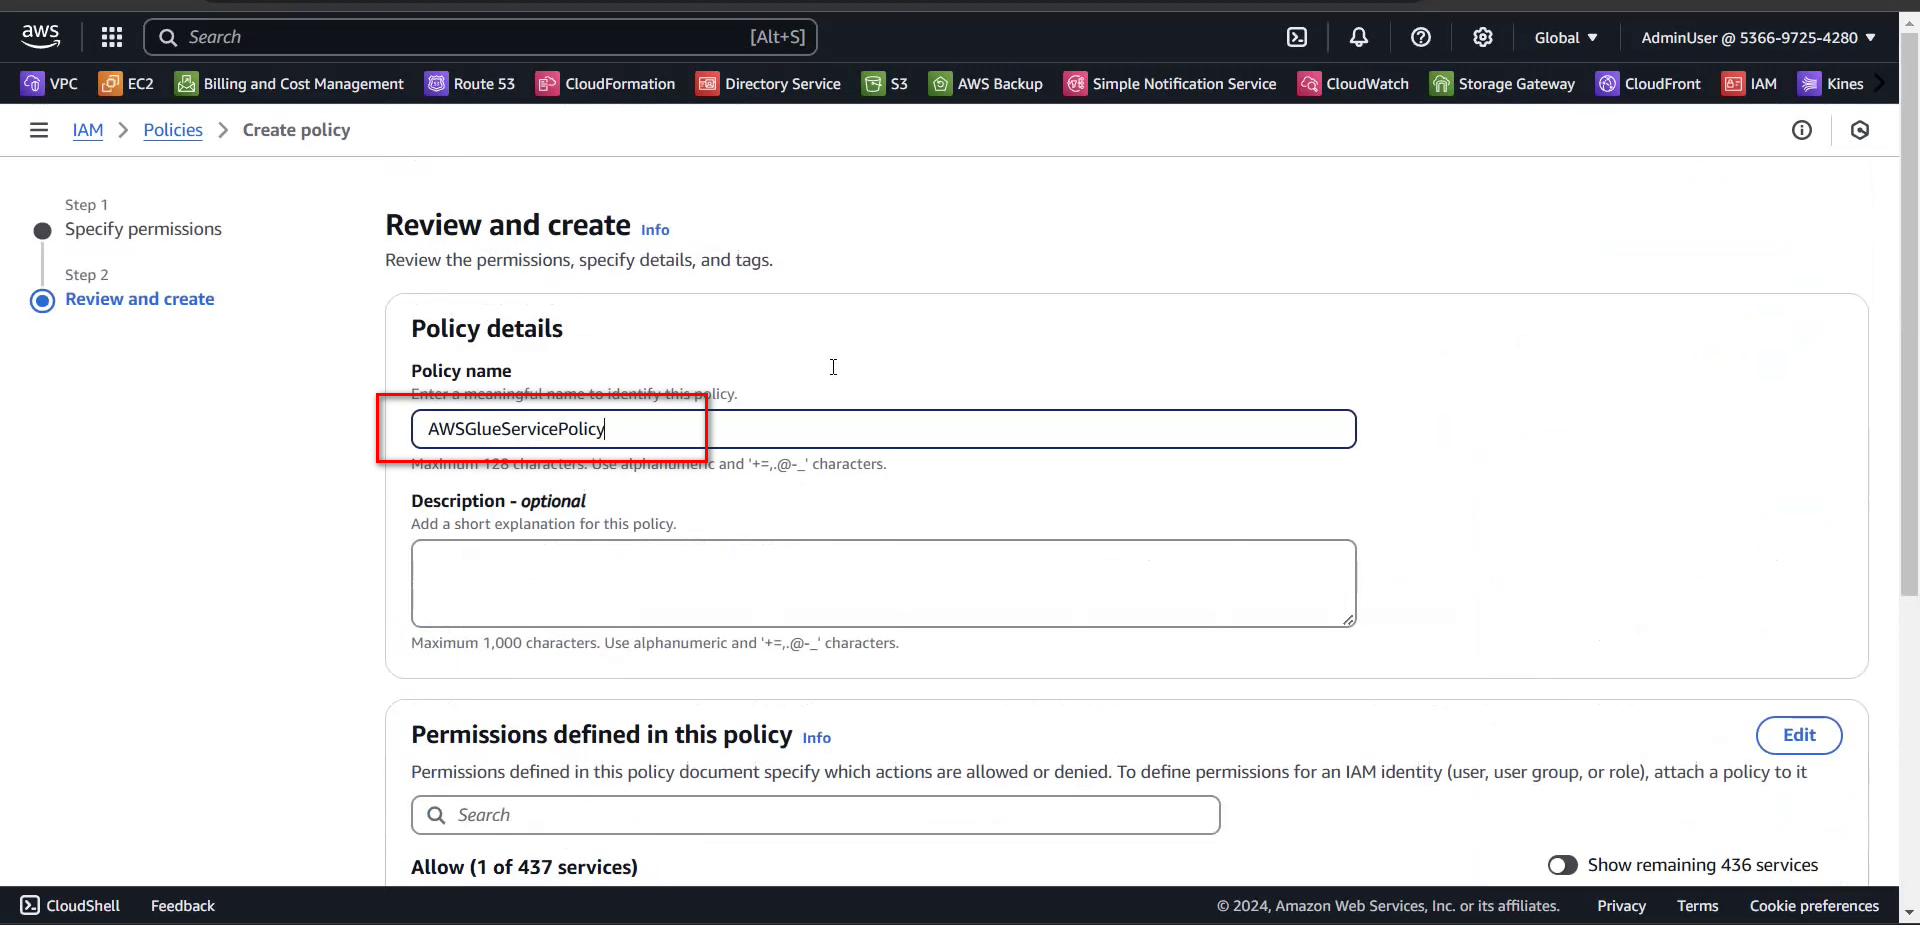 aws
Search [Alt+S]
Global
AdminUser @ 5366-9725-4280
VPC EC2 Billing and Cost Management Route 53 CloudFormation Directory Service S3 AWS Backup Simple Notification Service CloudWatch Storage Gateway CloudFront IAM Kines
IAM Policies Create policy
Step 1
Specify permissions
Step 2
Review and create
Review and create Info
Review the permissions, specify details, and tags.
Policy details
Policy name
Enter a meaningful name to identify this policy.
AWSGlueServicePolicy
Maximum 128 characters. Use alphanumeric and '+=,.@-_' characters.
Description - optional
Add a short explanation for this policy.
Maximum 1,000 characters. Use alphanumeric and '+=,.@-_' characters.
Permissions defined in this policy Info
Edit
Permissions defined in this policy document specify which actions are allowed or denied. To define permissions for an IAM identity (user, user group, or role), attach a policy to it
Search
Allow (1 of 437 services)
Show remaining 436 services
CloudShell Feedback
© 2024, Amazon Web Services, Inc. or its affiliates. Privacy Terms Cookie preferences